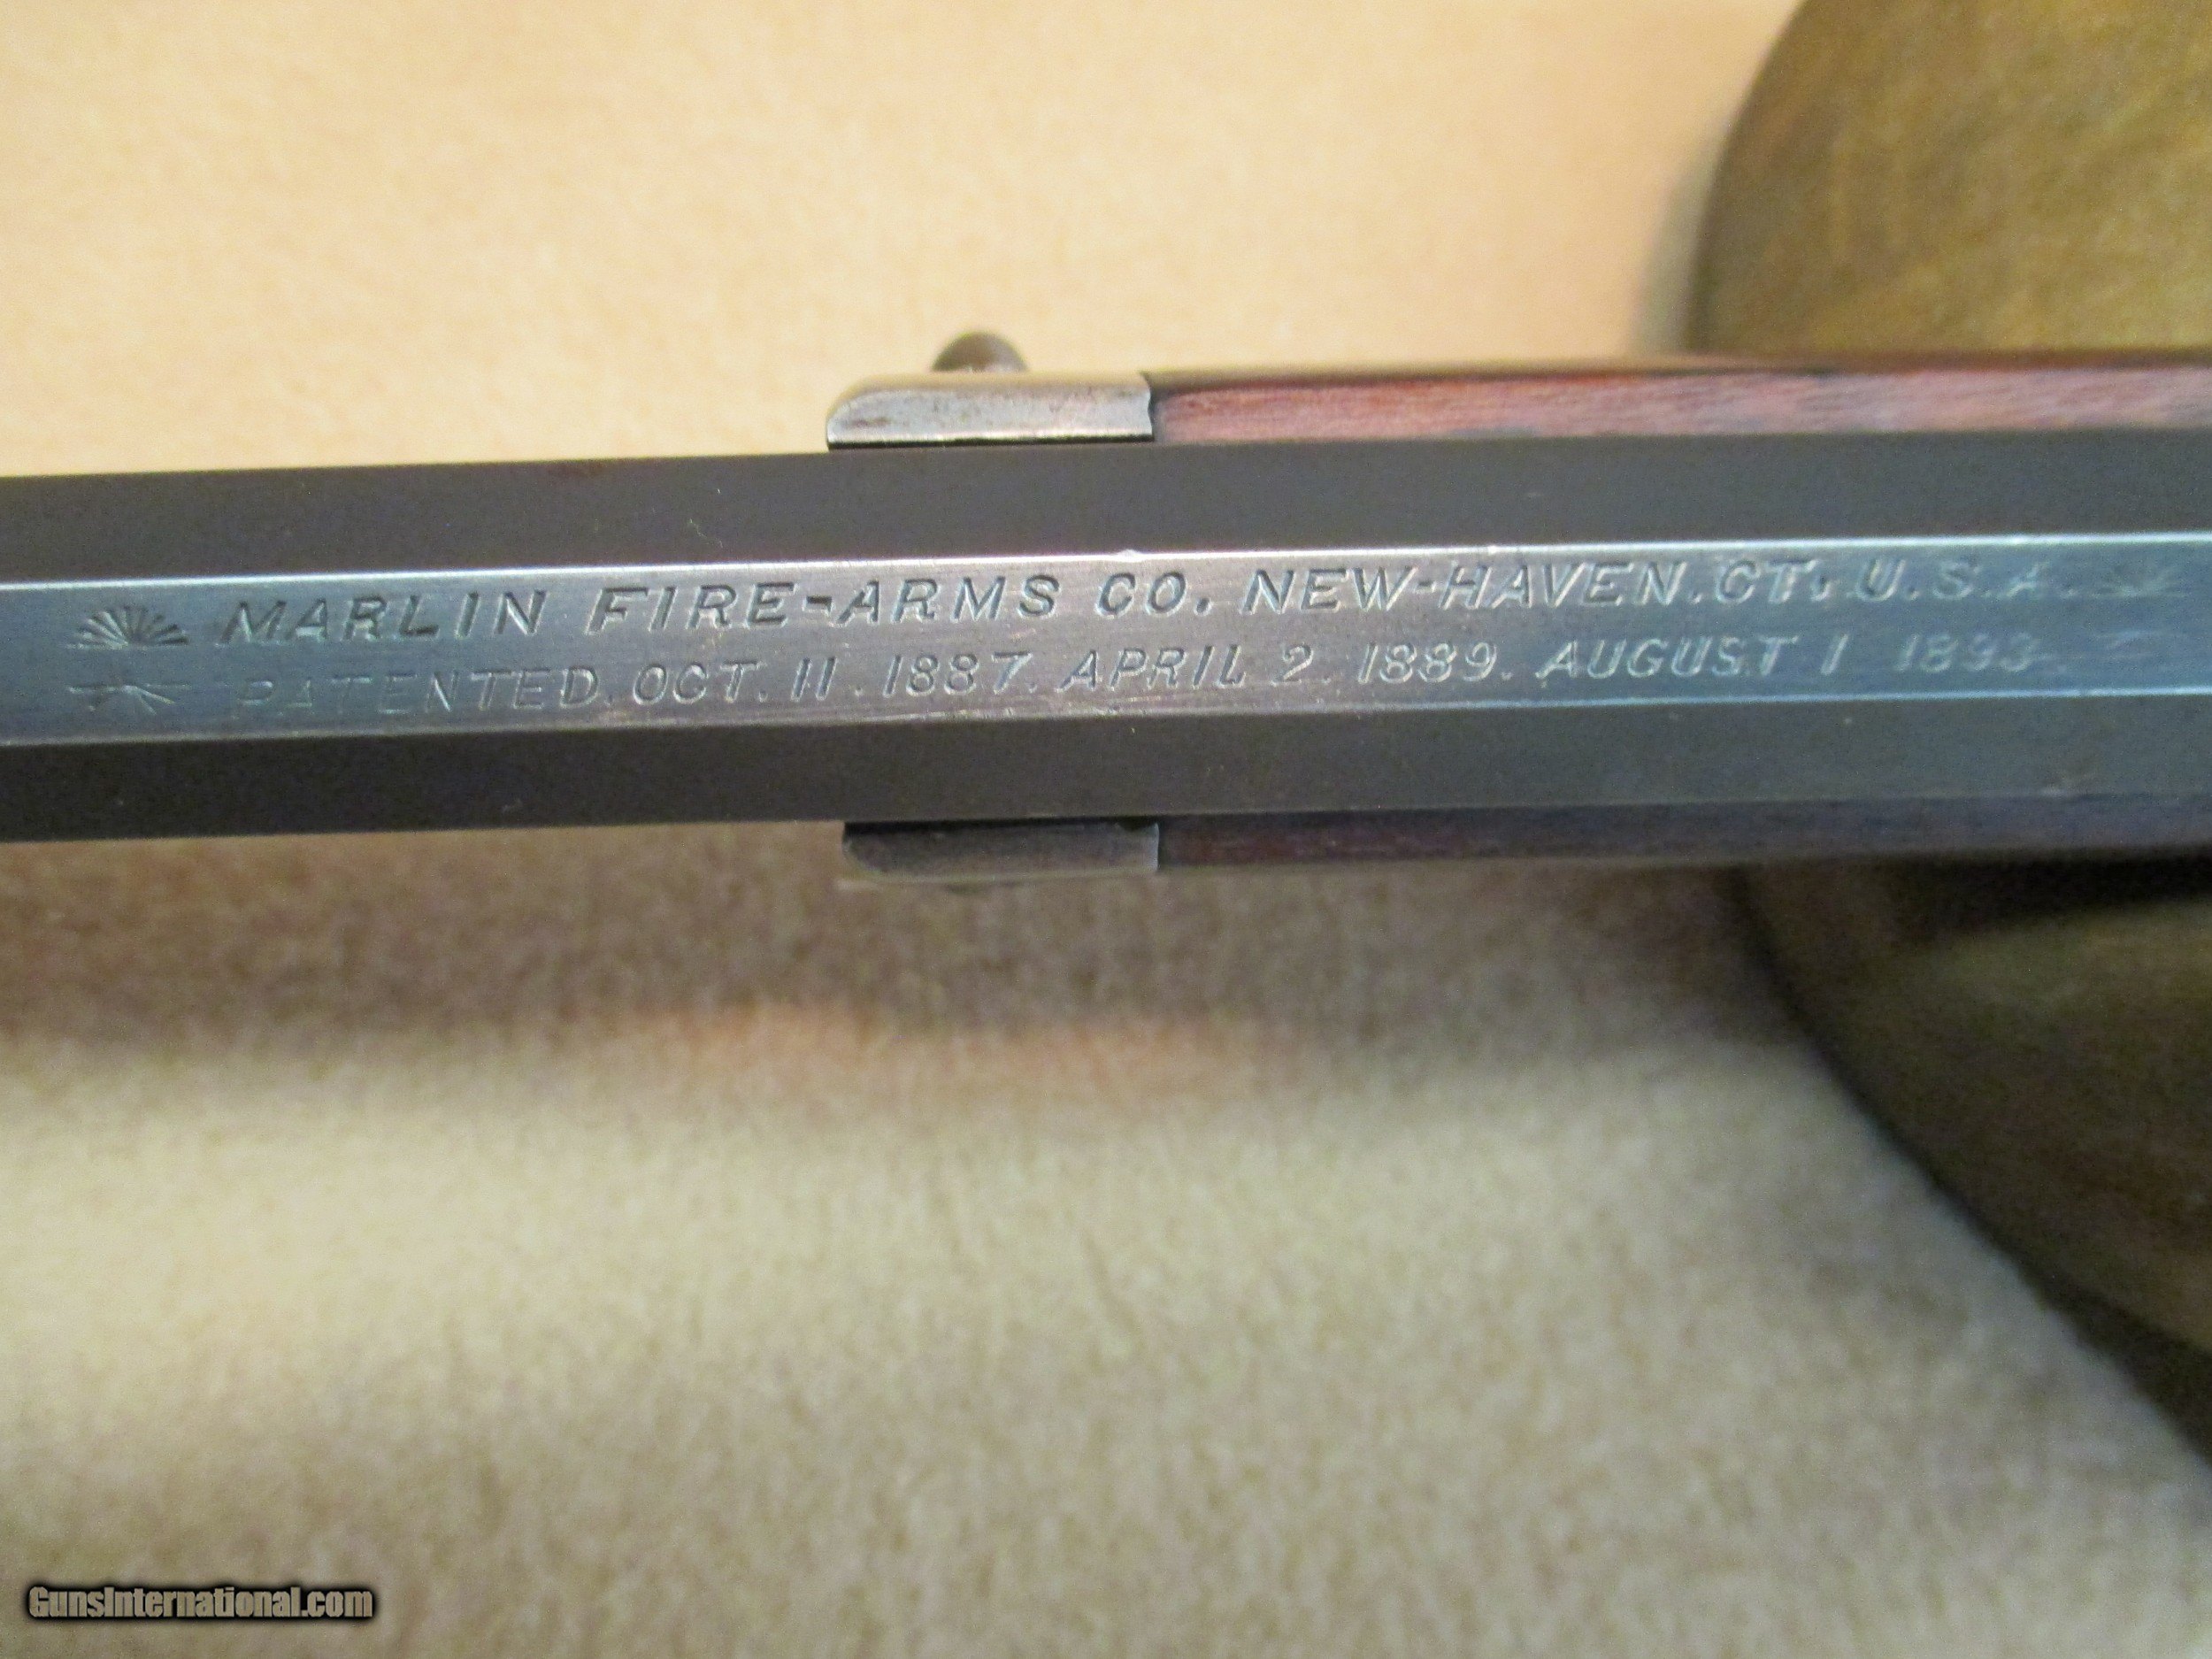 MARLIN FIRE-ARMS CO. NEW-HAVEN.CT. U.S.A.
PATENTED.OCT. 11. 1887. APRIL 2. 1889. AUGUST 1 1893.
GunsInternational.com